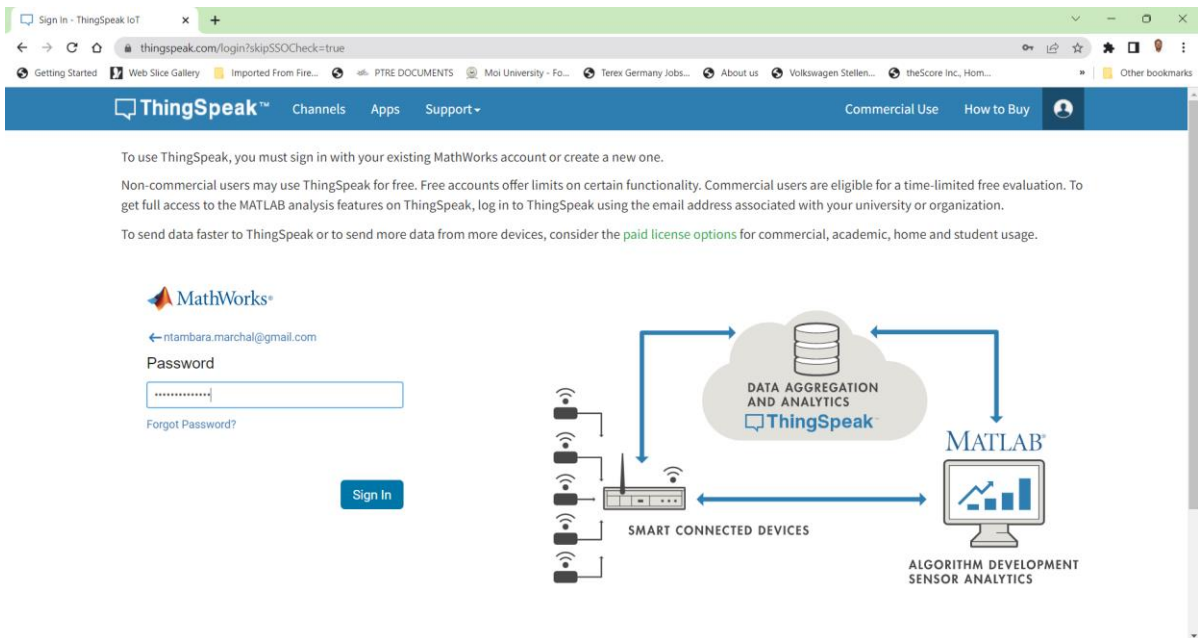 Sign In - ThingSpeak IoT
thingspeak.com/login?skipSSOCheck=true
Getting Started Web Slice Gallery Imported From Fire... PTRE DOCUMENTS Moi University - Fo... Terex Germany Jobs... About us Volkswagen Stellen... theScore Inc., Hom... » Other bookmarks
ThingSpeak™ Channels Apps Support Commercial Use How to Buy
To use ThingSpeak, you must sign in with your existing MathWorks account or create a new one.
Non-commercial users may use ThingSpeak for free. Free accounts offer limits on certain functionality. Commercial users are eligible for a time-limited free evaluation. To
get full access to the MATLAB analysis features on ThingSpeak, log in to ThingSpeak using the email address associated with your university or organization.
To send data faster to ThingSpeak or to send more data from more devices, consider the paid license options for commercial, academic, home and student usage.
MathWorks®
ntambara.marchal@gmail.com
Password
••••••••••••••
Forgot Password?
Sign In
DATA AGGREGATION
AND ANALYTICS
ThingSpeak™
MATLAB®
SMART CONNECTED DEVICES
ALGORITHM DEVELOPMENT
SENSOR ANALYTICS